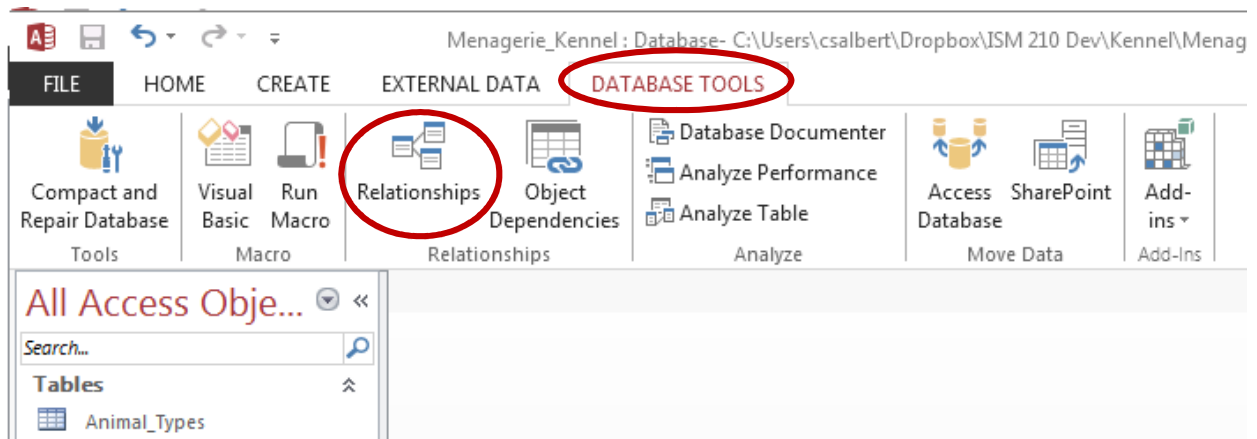 Menagerie_Kennel : Database- C:\Users\csalbert\Dropbox\ISM 210 Dev\Kennel\Menag
FILE HOME CREATE EXTERNAL DATA DATABASE TOOLS
Compact and
Repair Database
Visual
Basic
Run
Macro
Relationships
Object
Dependencies
Database Documenter
Analyze Performance
Analyze Table
Access
Database
SharePoint
Add-
ins
Tools Macro Relationships Analyze Move Data Add-Ins
All Access Obje...
Search...
Tables
Animal_Types